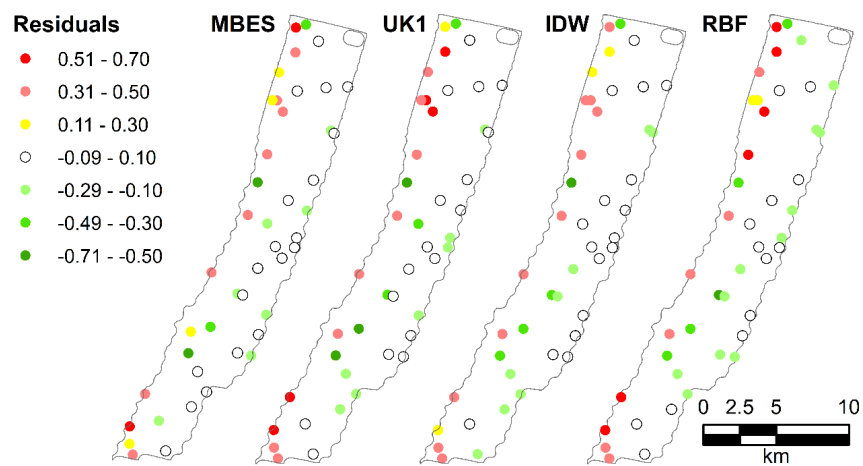 Residuals MBES UK1 IDW RBF
0.51 - 0.70
0.31 - 0.50
0.11 - 0.30
-0.09 - 0.10
-0.29 - -0.10
-0.49 - -0.30
-0.71 - -0.50
0 2.5 5 10
km